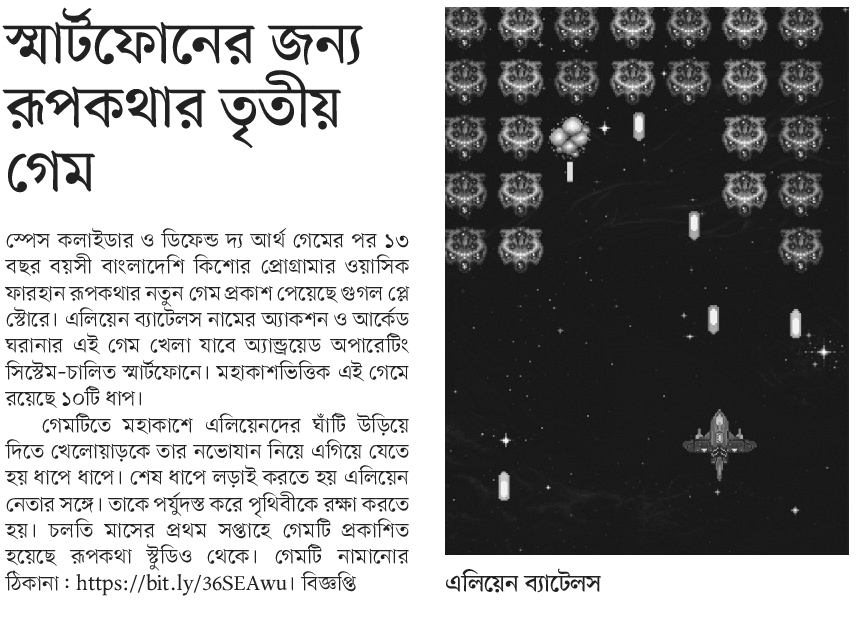 স্মার্টফোনের জন্য
রূপকথার তৃতীয়
গেম
স্পেস কলাইডার ও ডিফেন্ড দ্য আর্থ গেমের পর ১৩
বছর বয়সী বাংলাদেশি কিশোর প্রোগ্রামার ওয়াসিক
ফারহান রূপকথার নতুন গেম প্রকাশ পেয়েছে গুগল প্লে
স্টোরে। এলিয়েন ব্যাটেলস নামের অ্যাকশন ও আর্কেড
ঘরানার এই গেম খেলা যাবে অ্যান্ড্রয়েড অপারেটিং
সিস্টেম-চালিত স্মার্টফোনে। মহাকাশভিত্তিক এই গেমে
রয়েছে ১০টি ধাপ।
গেমটিতে মহাকাশে এলিয়েনদের ঘাঁটি উড়িয়ে
দিতে খেলোয়াড়কে তার নভোযান নিয়ে এগিয়ে যেতে
হয় ধাপে ধাপে। শেষ ধাপে লড়াই করতে হয় এলিয়েন
নেতার সঙ্গে। তাকে পর্যুদস্ত করে পৃথিবীকে রক্ষা করতে
হয়। চলতি মাসের প্রথম সপ্তাহে গেমটি প্রকাশিত
হয়েছে রূপকথা স্টুডিও থেকে। গেমটি নামানোর
ঠিকানা : https://bit.ly/36SEAwu। বিজ্ঞপ্তি
এলিয়েন ব্যাটেলস